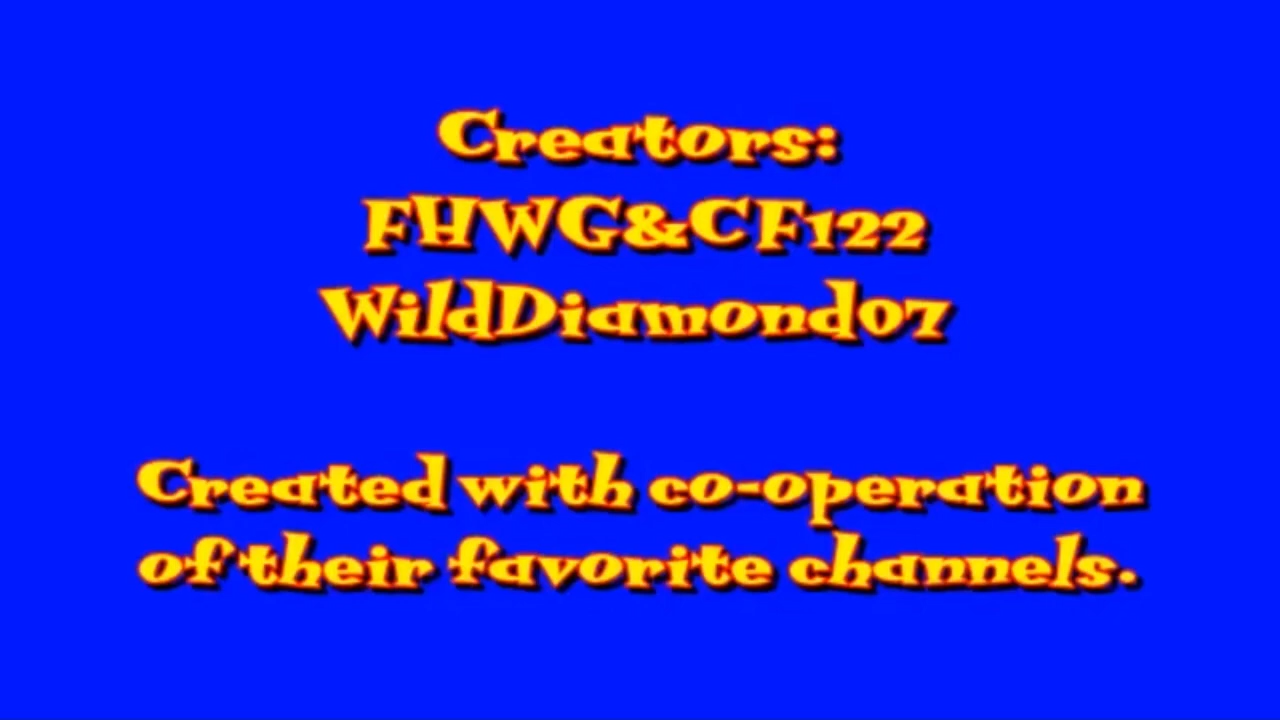 Creators:
FHWG&CF122
WildDiamond07
Created with co-operation
of their favorite channels.